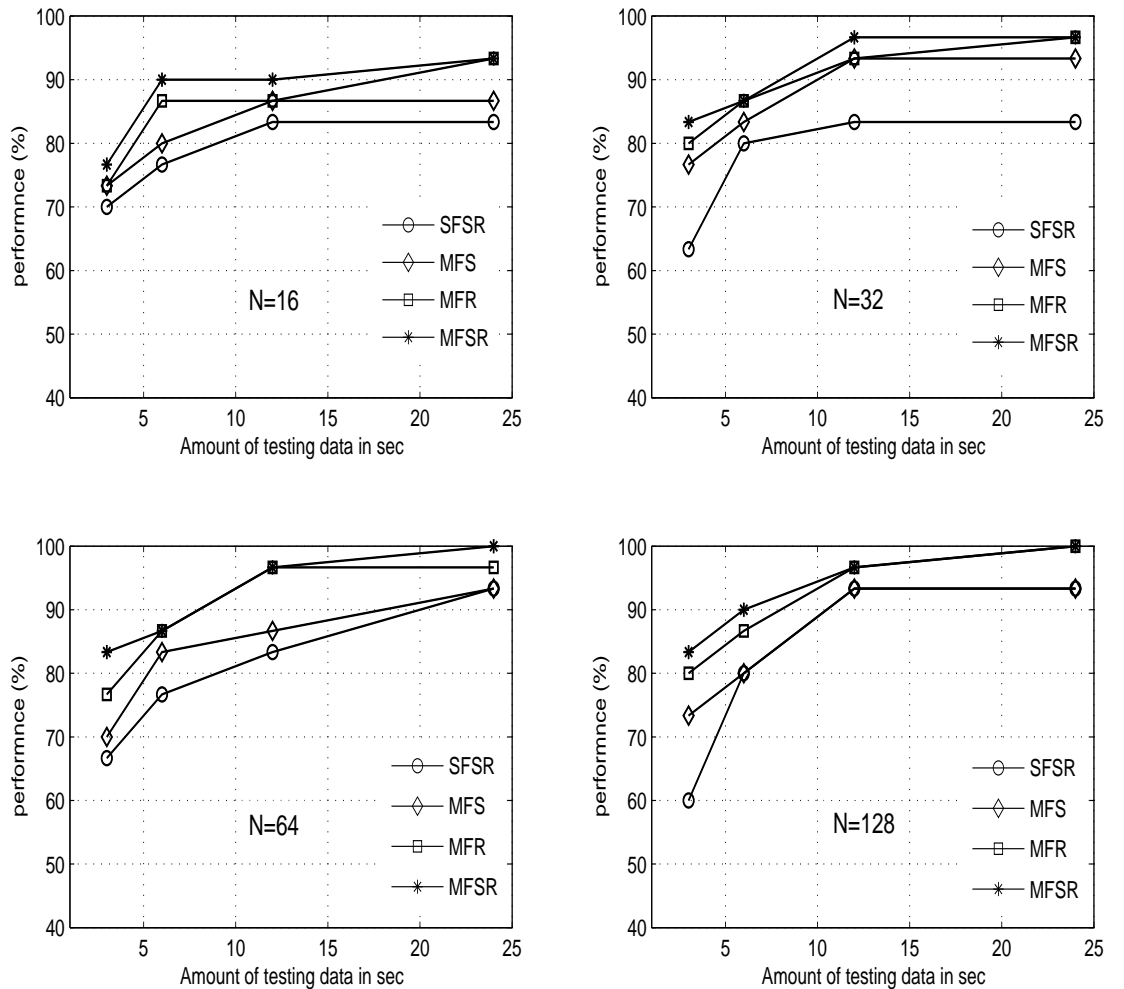 100
90
80
70
60
50
40
performnce (%)
5 10 15 20 25
Amount of testing data in sec
N=16
SFSR
MFS
MFR
MFSR
100
90
80
70
60
50
40
performnce (%)
5 10 15 20 25
Amount of testing data in sec
N=32
SFSR
MFS
MFR
MFSR
100
90
80
70
60
50
40
performnce (%)
5 10 15 20 25
Amount of testing data in sec
N=64
SFSR
MFS
MFR
MFSR
100
90
80
70
60
50
40
performnce (%)
5 10 15 20 25
Amount of testing data in sec
N=128
SFSR
MFS
MFR
MFSR